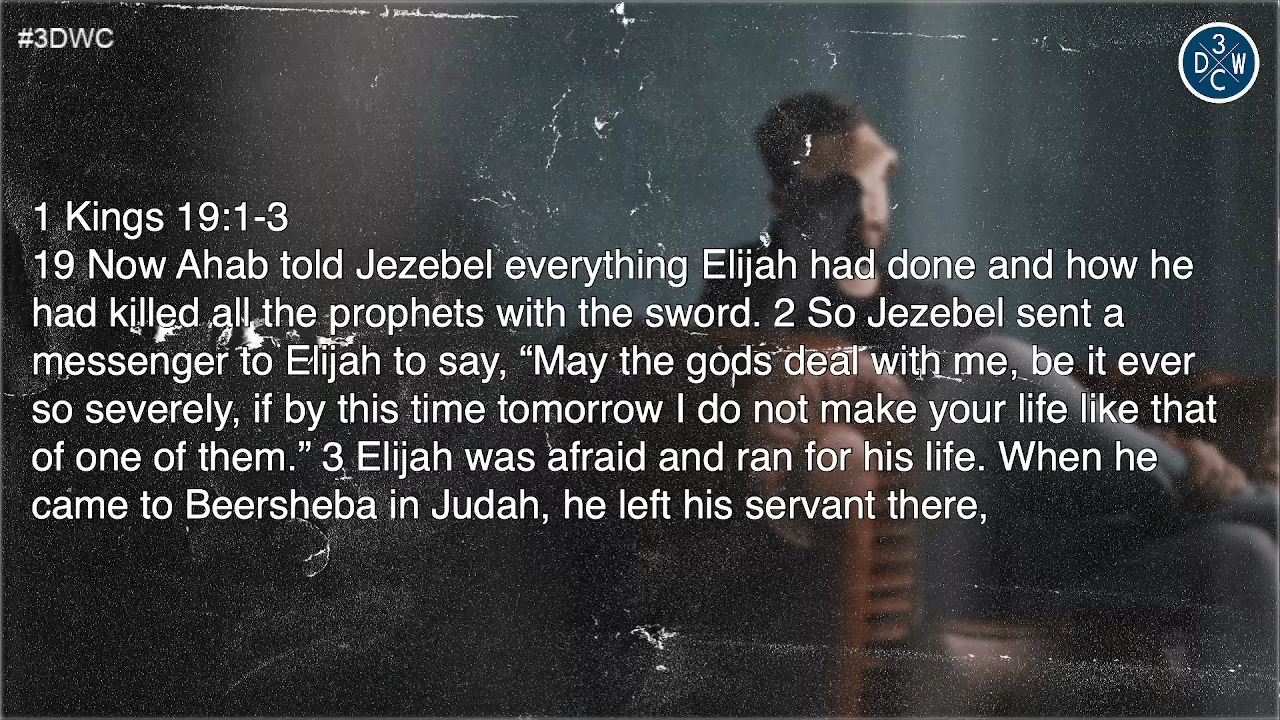 #3DWC
3
D W
C
1 Kings 19:1-3
19 Now Ahab told Jezebel everything Elijah had done and how he
had killed all the prophets with the sword. 2 So Jezebel sent a
messenger to Elijah to say, “May the gods deal with me, be it ever
so severely, if by this time tomorrow I do not make your life like that
of one of them.” 3 Elijah was afraid and ran for his life. When he
came to Beersheba in Judah, he left his servant there,